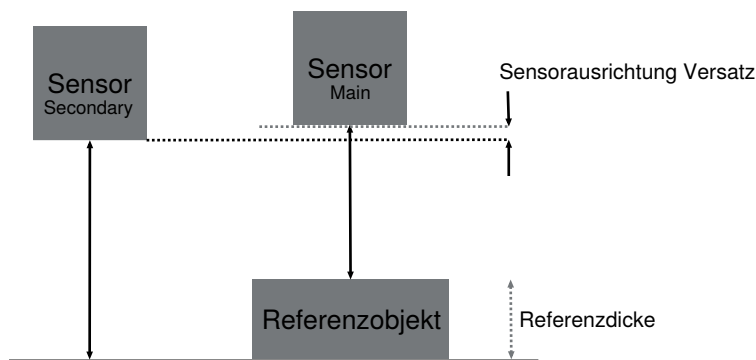 Sensor
Secondary
Sensor
Main
Sensorausrichtung Versatz
Referenzobjekt
Referenzdicke